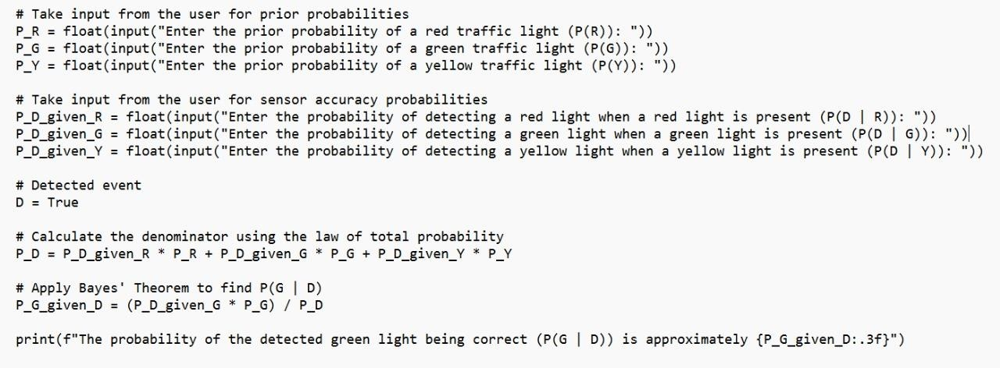 # Take input from the user for prior probabilities
P_R = float(input("Enter the prior probability of a red traffic light (P(R)): "))
P_G = float(input("Enter the prior probability of a green traffic light (P(G)): "))
P_Y = float(input("Enter the prior probability of a yellow traffic light (P(Y)): "))
# Take input from the user for sensor accuracy probabilities
P_D_given_R = float(input("Enter the probability of detecting a red light when a red light is present (P(D | R)): "))
P_D_given_G = float(input("Enter the probability of detecting a green light when a green light is present (P(D | G)): "))
P_D_given_Y = float(input("Enter the probability of detecting a yellow light when a yellow light is present (P(D | Y)): "))
# Detected event
D = True
# Calculate the denominator using the law of total probability
P_D = P_D_given_R * P_R + P_D_given_G * P_G + P_D_given_Y * P_Y
# Apply Bayes' Theorem to find P(G | D)
P_G_given_D = (P_D_given_G * P_G) / P_D
print(f"The probability of the detected green light being correct (P(G | D)) is approximately {P_G_given_D:.3f}")